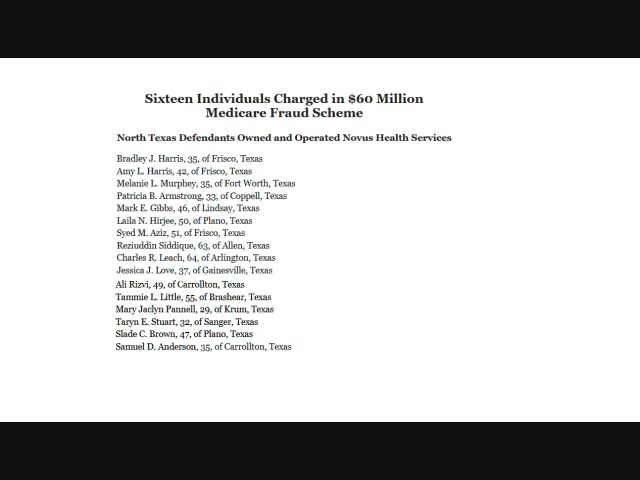 Sixteen Individuals Charged in $60 Million
Medicare Fraud Scheme
North Texas Defendants Owned and Operated Novus Health Services
Bradley J. Harris, 35, of Frisco, Texas
Amy L. Harris, 42, of Frisco, Texas
Melanie L. Murphey, 35, of Fort Worth, Texas
Patricia B. Armstrong, 33, of Coppell, Texas
Mark E. Gibbs, 46, of Lindsay, Texas
Laila N. Hirjee, 50, of Plano, Texas
Syed M. Aziz, 51, of Frisco, Texas
Reziuddin Siddique, 63, of Allen, Texas
Charles R. Leach, 64, of Arlington, Texas
Jessica J. Love, 37, of Gainesville, Texas
Ali Rizvi, 49, of Carrollton, Texas
Tammie L. Little, 55, of Brashear, Texas
Mary Jaclyn Pannell, 29, of Krum, Texas
Taryn E. Stuart, 32, of Sanger, Texas
Slade C. Brown, 47, of Plano, Texas
Samuel D. Anderson, 35, of Carrollton, Texas